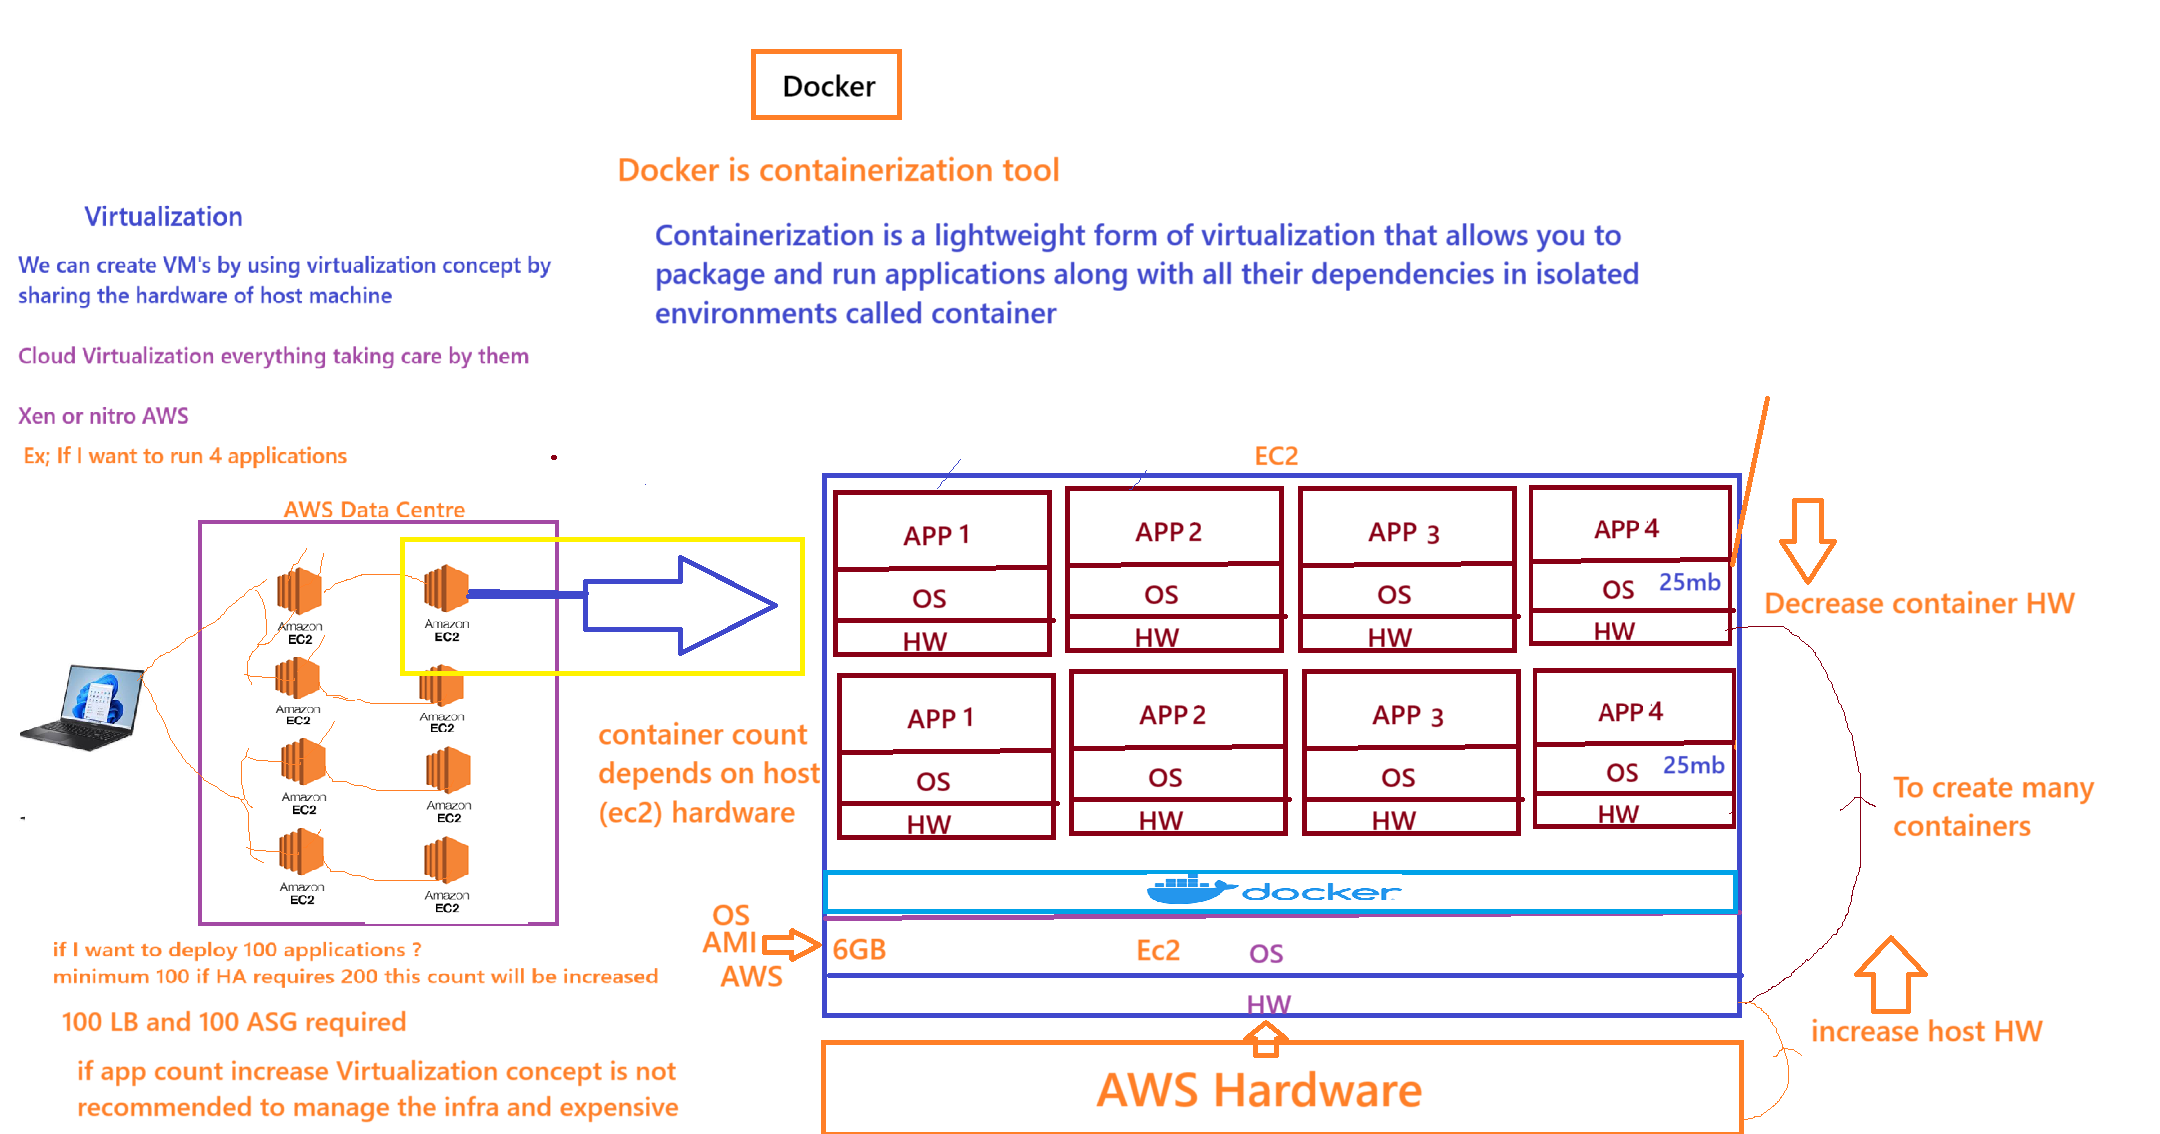 Docker
Docker is containerization tool
Virtualization
We can create VM's by using virtualization concept by
sharing the hardware of host machine
Cloud Virtualization everything taking care by them
Xen or nitro AWS
Ex; If I want to run 4 applications
Containerization is a lightweight form of virtualization that allows you to
package and run applications along with all their dependencies in isolated
environments called container
AWS Data Centre
Amazon
EC2
Amazon
EC2
Amazon
EC2
Amazon
EC2
Amazon
EC2
Amazon
EC2
Amazon
EC2
Amazon
EC2
if I want to deploy 100 applications ?
minimum 100 if HA requires 200 this count will be increased
100 LB and 100 ASG required
if app count increase Virtualization concept is not
recommended to manage the infra and expensive
container count
depends on host
(ec2) hardware
OS
AMI
AWS
EC2
APP 1
OS
HW
APP 2
OS
HW
APP 3
OS
HW
APP 4
OS 25mb
HW
APP 1
OS
HW
APP 2
OS
HW
APP 3
OS
HW
APP 4
OS 25mb
HW
docker
6GB Ec2 OS
HW
AWS Hardware
Decrease container HW
To create many
containers
increase host HW